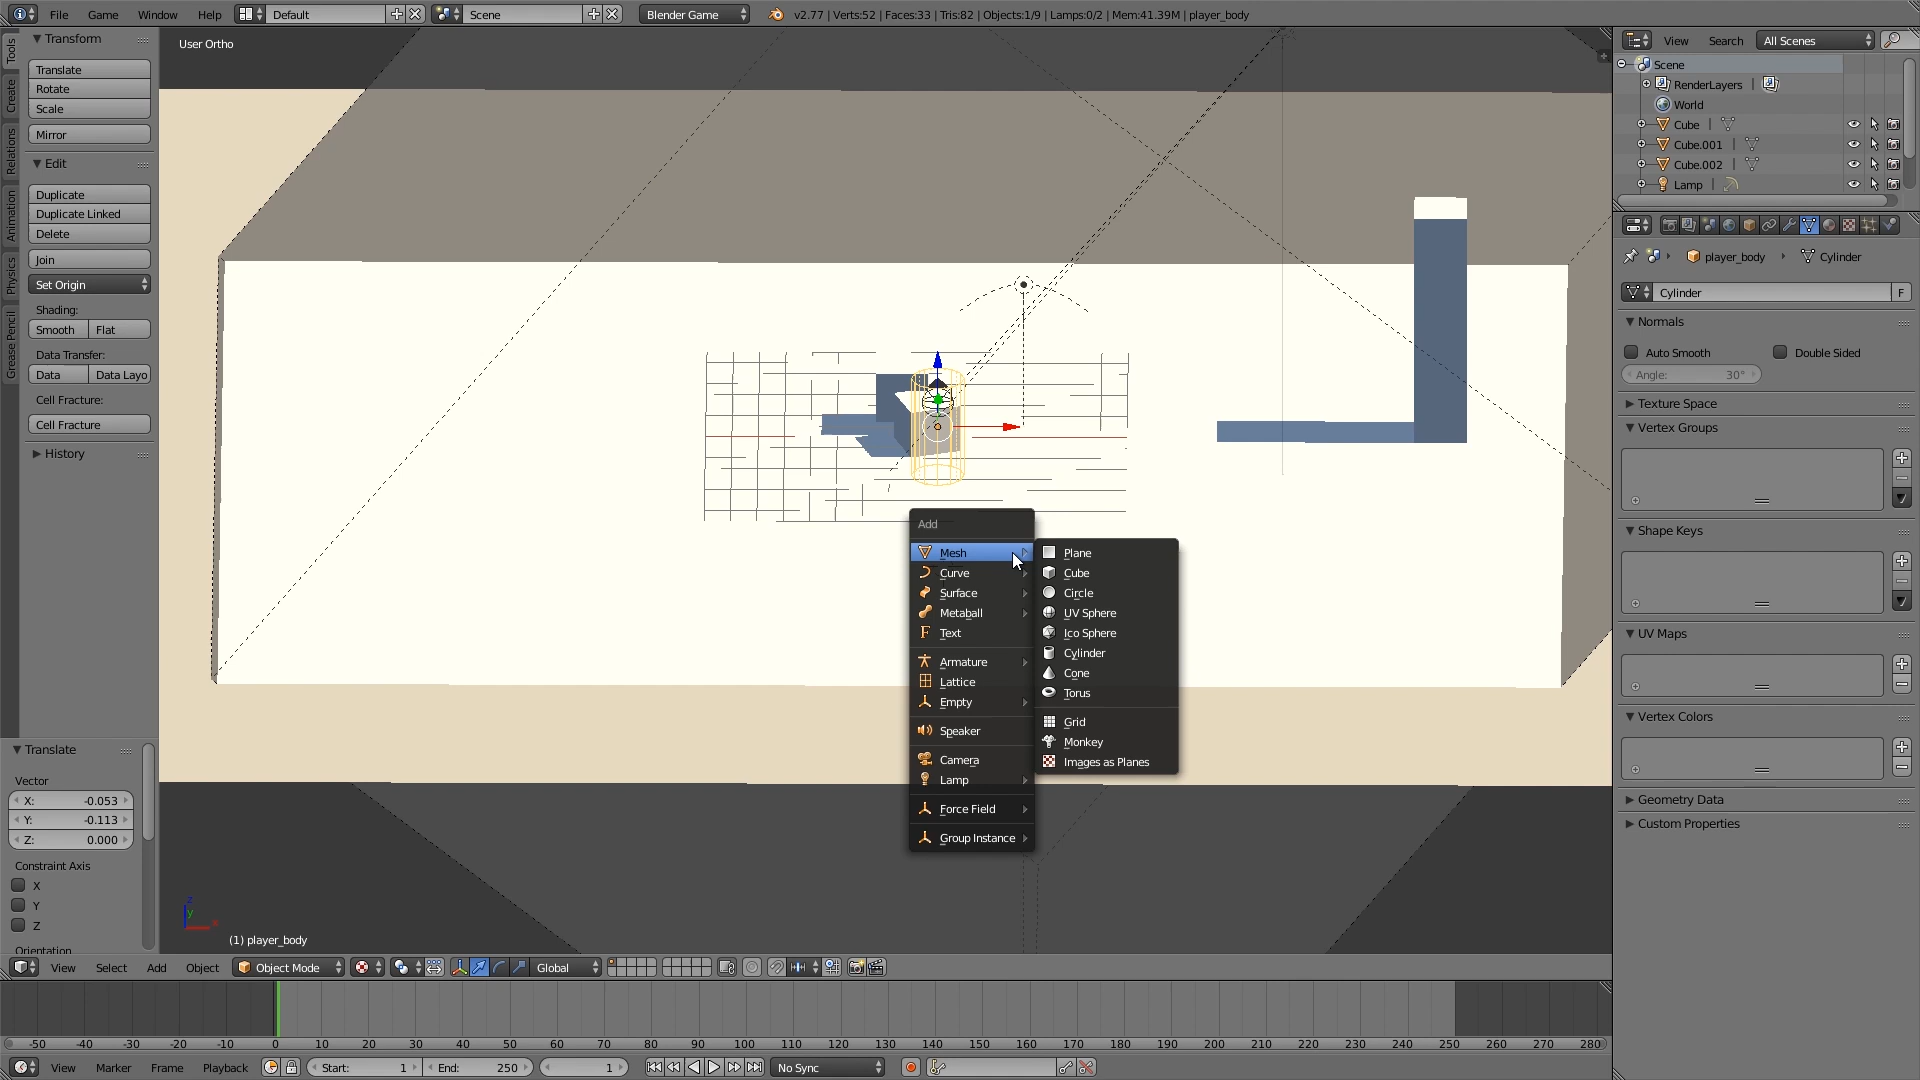 File Game Window Help Default Scene Blender Game v2.77 | Verts:52 | Faces:33 | Tris:82 | Objects:1/9 | Lamps:0/2 | Mem:41.39M | player_body
Tools
Create
Relations
Animation
Physics
Grease Pencil
Transform
Translate
Rotate
Scale
Mirror
Edit
Duplicate
Duplicate Linked
Delete
Join
Set Origin
Shading:
Smooth Flat
Data Transfer:
Data Data Layo
Cell Fracture:
Cell Fracture
History
Translate
Vector
X: -0.053
Y: -0.113
Z: 0.000
Constraint Axis
X
Y
Z
Orientation
User Ortho
z
y
x
(1) player_body
Add
Mesh
Curve
Surface
Metaball
Text
Armature
Lattice
Empty
Speaker
Camera
Lamp
Force Field
Group Instance
Plane
Cube
Circle
UV Sphere
Ico Sphere
Cylinder
Cone
Torus
Grid
Monkey
Images as Planes
View Search All Scenes
Scene
RenderLayers |
World
Cube |
Cube.001 |
Cube.002 |
Lamp |
player_body Cylinder
Cylinder F
Normals
Auto Smooth Double Sided
Angle: 30°
Texture Space
Vertex Groups
Shape Keys
UV Maps
Vertex Colors
Geometry Data
Custom Properties
View Select Add Object Object Mode Global
-50 -40 -30 -20 -10 0 10 20 30 40 50 60 70 80 90 100 110 120 130 140 150 160 170 180 190 200 210 220 230 240 250 260 270 280
View Marker Frame Playback Start: 1 End: 250 1 No Sync